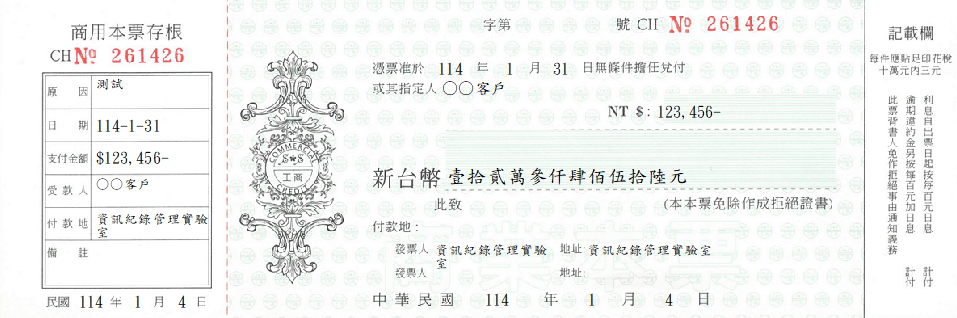 商用本票存根
CH№ 261426
原因 測試
日期 114-1-31
支付金額 $123,456-
受款人 〇〇客戶
付款地 資訊紀錄管理實驗
室
備註
民國 114 年 1 月 4 日
字第 號 CH № 261426
憑票准於 114 年 1 月 31 日無條件擔任兌付
或其指定人 〇〇客戶
NT $: 123,456-
COMMERCIAL
S S
工商
CREDIT
新台幣 壹拾貳萬參仟肆佰伍拾陸元
此致 (本本票免除作成拒絕證書)
付款地:
發票人 資訊紀錄管理實驗 地址 資訊紀錄管理實驗室
室
發票人 地址:
中華民國 114 年 1 月 4 日
商業本票
記載欄
每件應貼足印花稅
十萬元內三元
利息自出票日起按每百元日息 計付
逾期違約金另按每百元加日息 計付
此票背書人免作拒絕事由通知義務